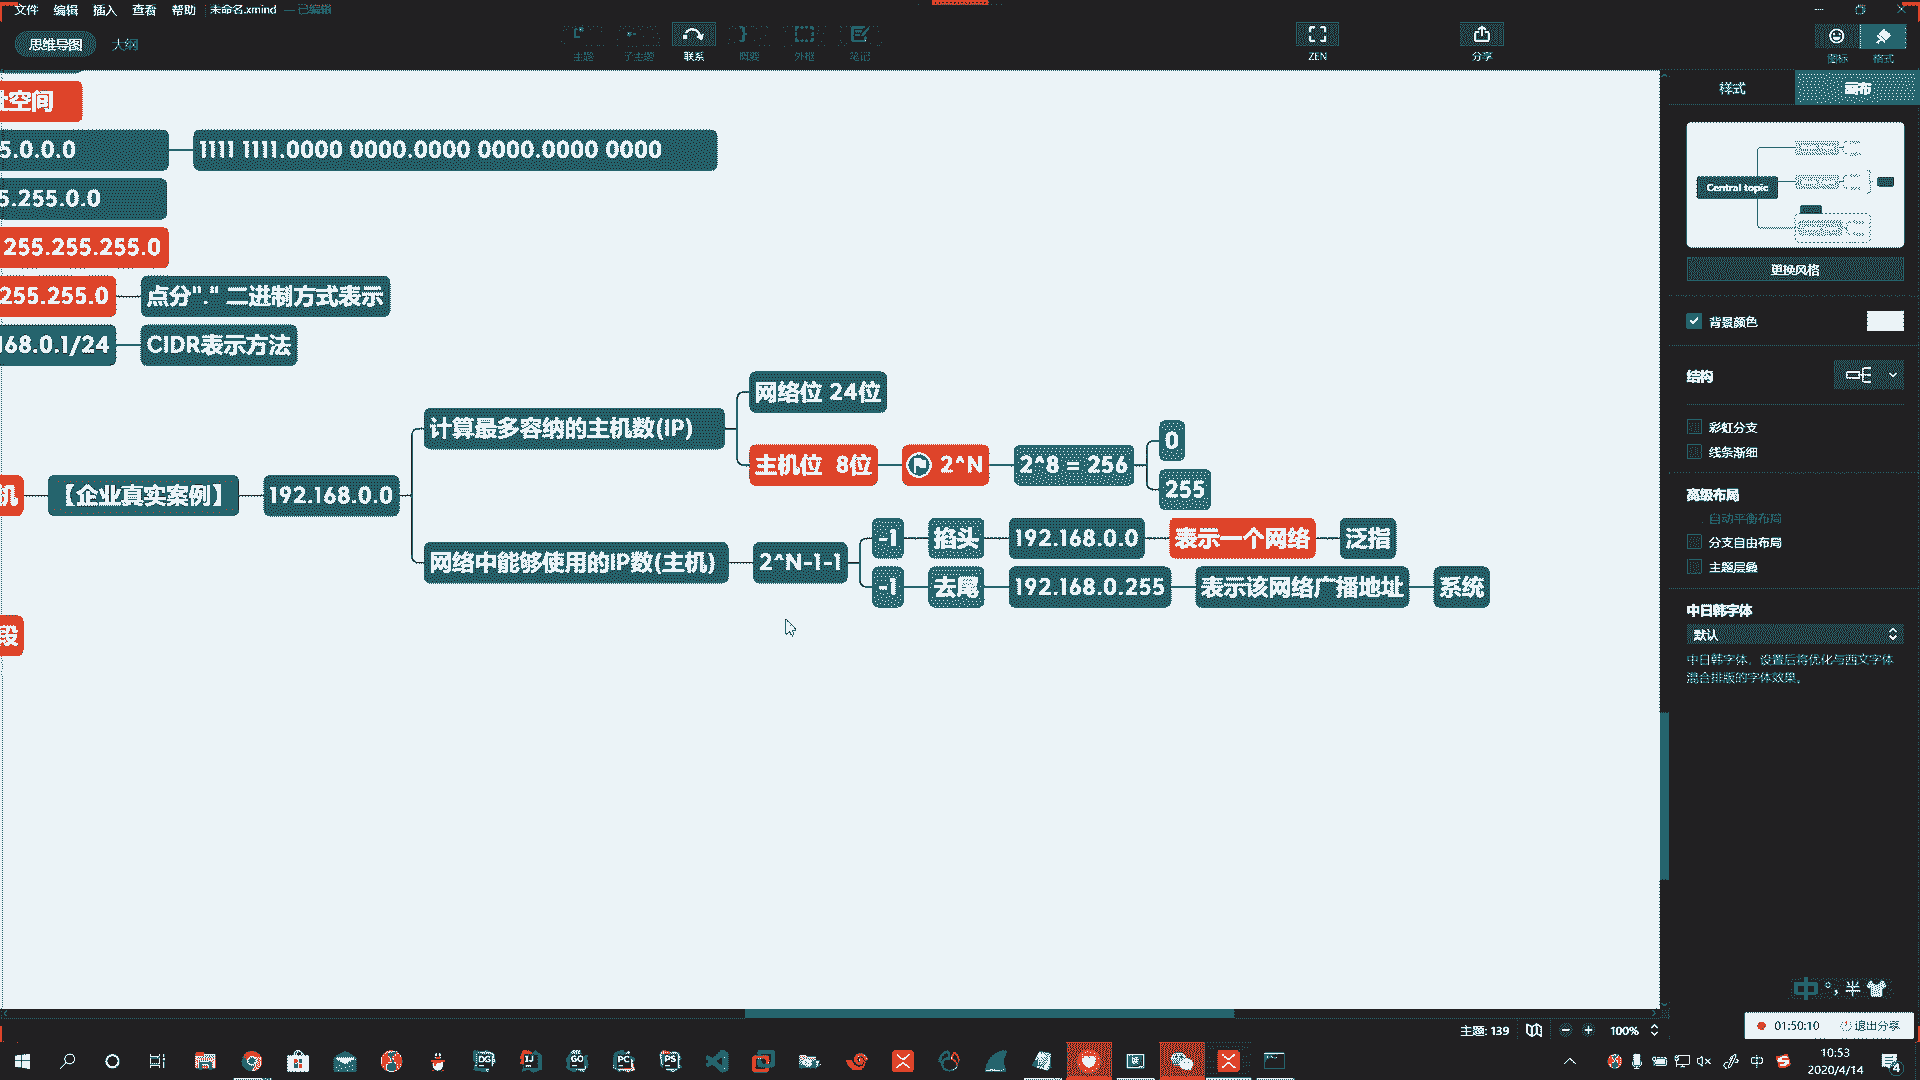 文件 编辑 插入 查看 帮助 未命名.xmind — 已编辑
思维导图 大纲
主题 子主题 联系 概要 外框 笔记 ZEN 分享 图标 格式
样式 画布
址空间
5.0.0.0
1111 1111.0000 0000.0000 0000.0000 0000
5.255.0.0
255.255.255.0
255.255.0
点分"." 二进制方式表示
168.0.1/24
CIDR表示方法
机
【企业真实案例】
192.168.0.0
计算最多容纳的主机数(IP)
网络位 24位
主机位 8位
2^N
2^8 = 256
0
255
网络中能够使用的IP数(主机)
2^N-1-1
-1 掐头 192.168.0.0 表示一个网络 泛指
-1 去尾 192.168.0.255 表示该网络广播地址 系统
段
Central topic
更换风格
背景颜色
结构
彩虹分支
线条渐细
高级布局
自动平衡布局
分支自由布局
主题层叠
中日韩字体
默认
中日韩字体，设置后将优化与西文字体
混合排版的字体效果。
中 °, 半
主题: 139 100%
01:50:10 退出分享
DG IJ GO PC PS
中
10:53
2020/4/14
4